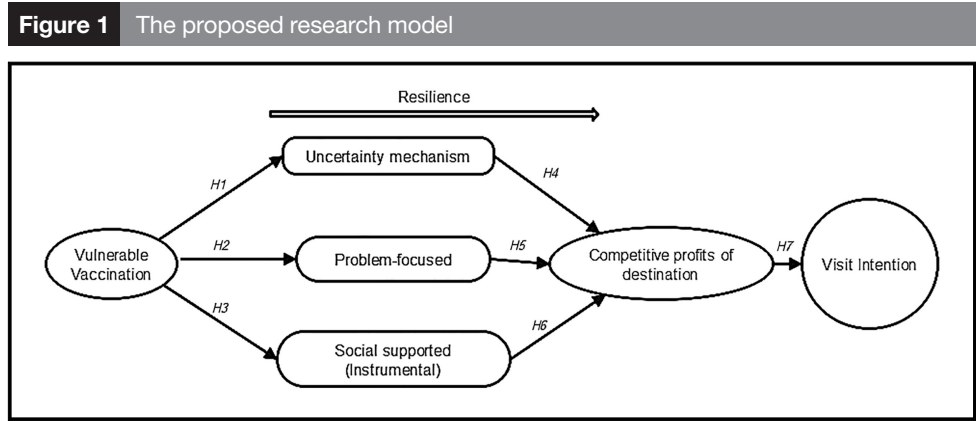 Figure 1 The proposed research model
Resilience
Uncertainty mechanism
H1
H4
Vulnerable
Vaccination
H2
Problem-focused
H5
Competitive profits of
destination
H7
Visit Intention
H3
Social supported
(Instrumental)
H6